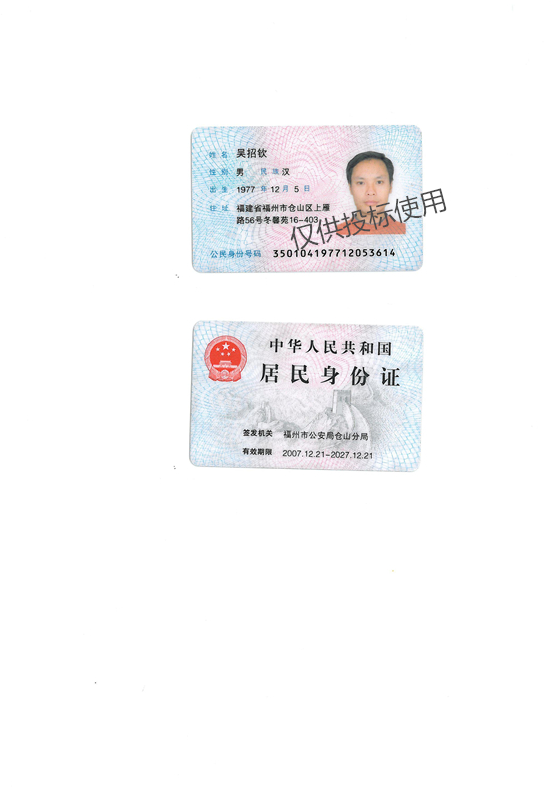 姓名 吴招钦
性别 男 民族 汉
出生 1977 年 12 月 5 日
住址 福建省福州市仓山区上雁
路56号冬馨苑16-403
仅供投标使用
公民身份号码 350104197712053614
中华人民共和国
居民身份证
签发机关 福州市公安局仓山分局
有效期限 2007.12.21-2027.12.21